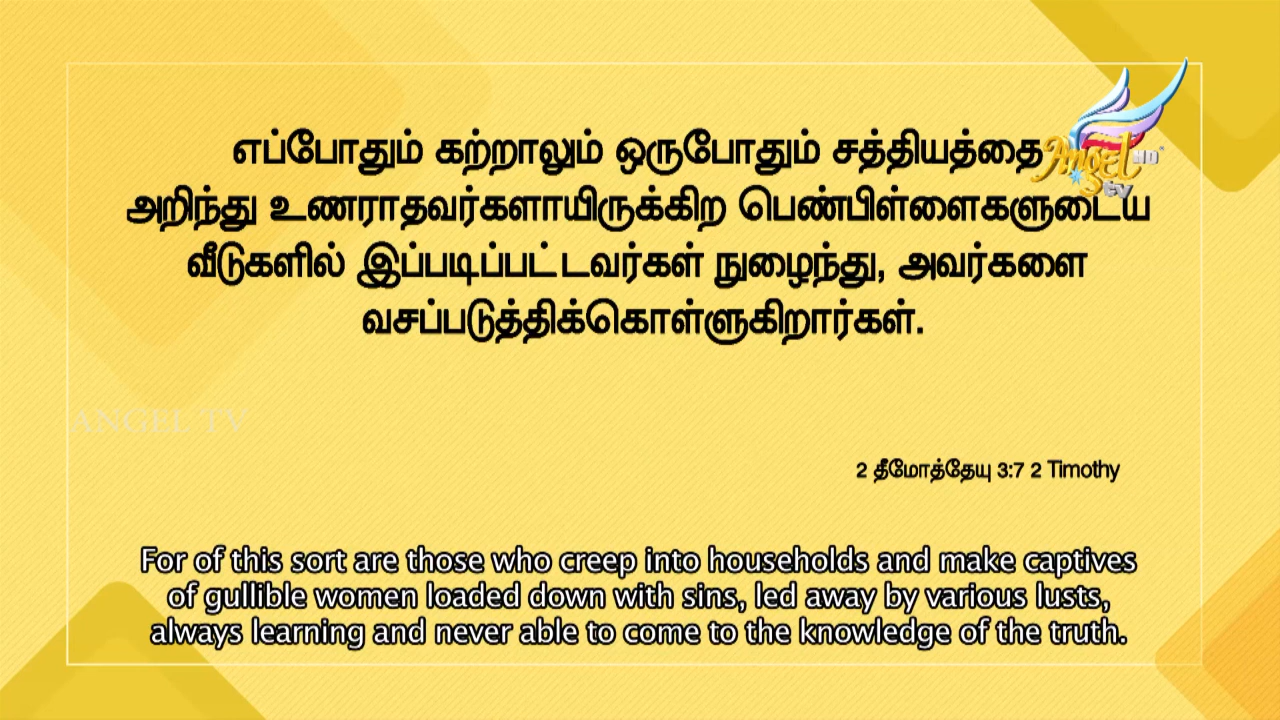 எப்போதும் கற்றாலும் ஒருபோதும் சத்தியத்தை
அறிந்து உணராதவர்களாயிருக்கிற பெண்பிள்ளைகளுடைய
வீடுகளில் இப்படிப்பட்டவர்கள் நுழைந்து, அவர்களை
வசப்படுத்திக்கொள்ளுகிறார்கள்.
Angel HD
tv
ANGEL TV
2 தீமோத்தேயு 3:7 2 Timothy
For of this sort are those who creep into households and make captives
of gullible women loaded down with sins, led away by various lusts,
always learning and never able to come to the knowledge of the truth.